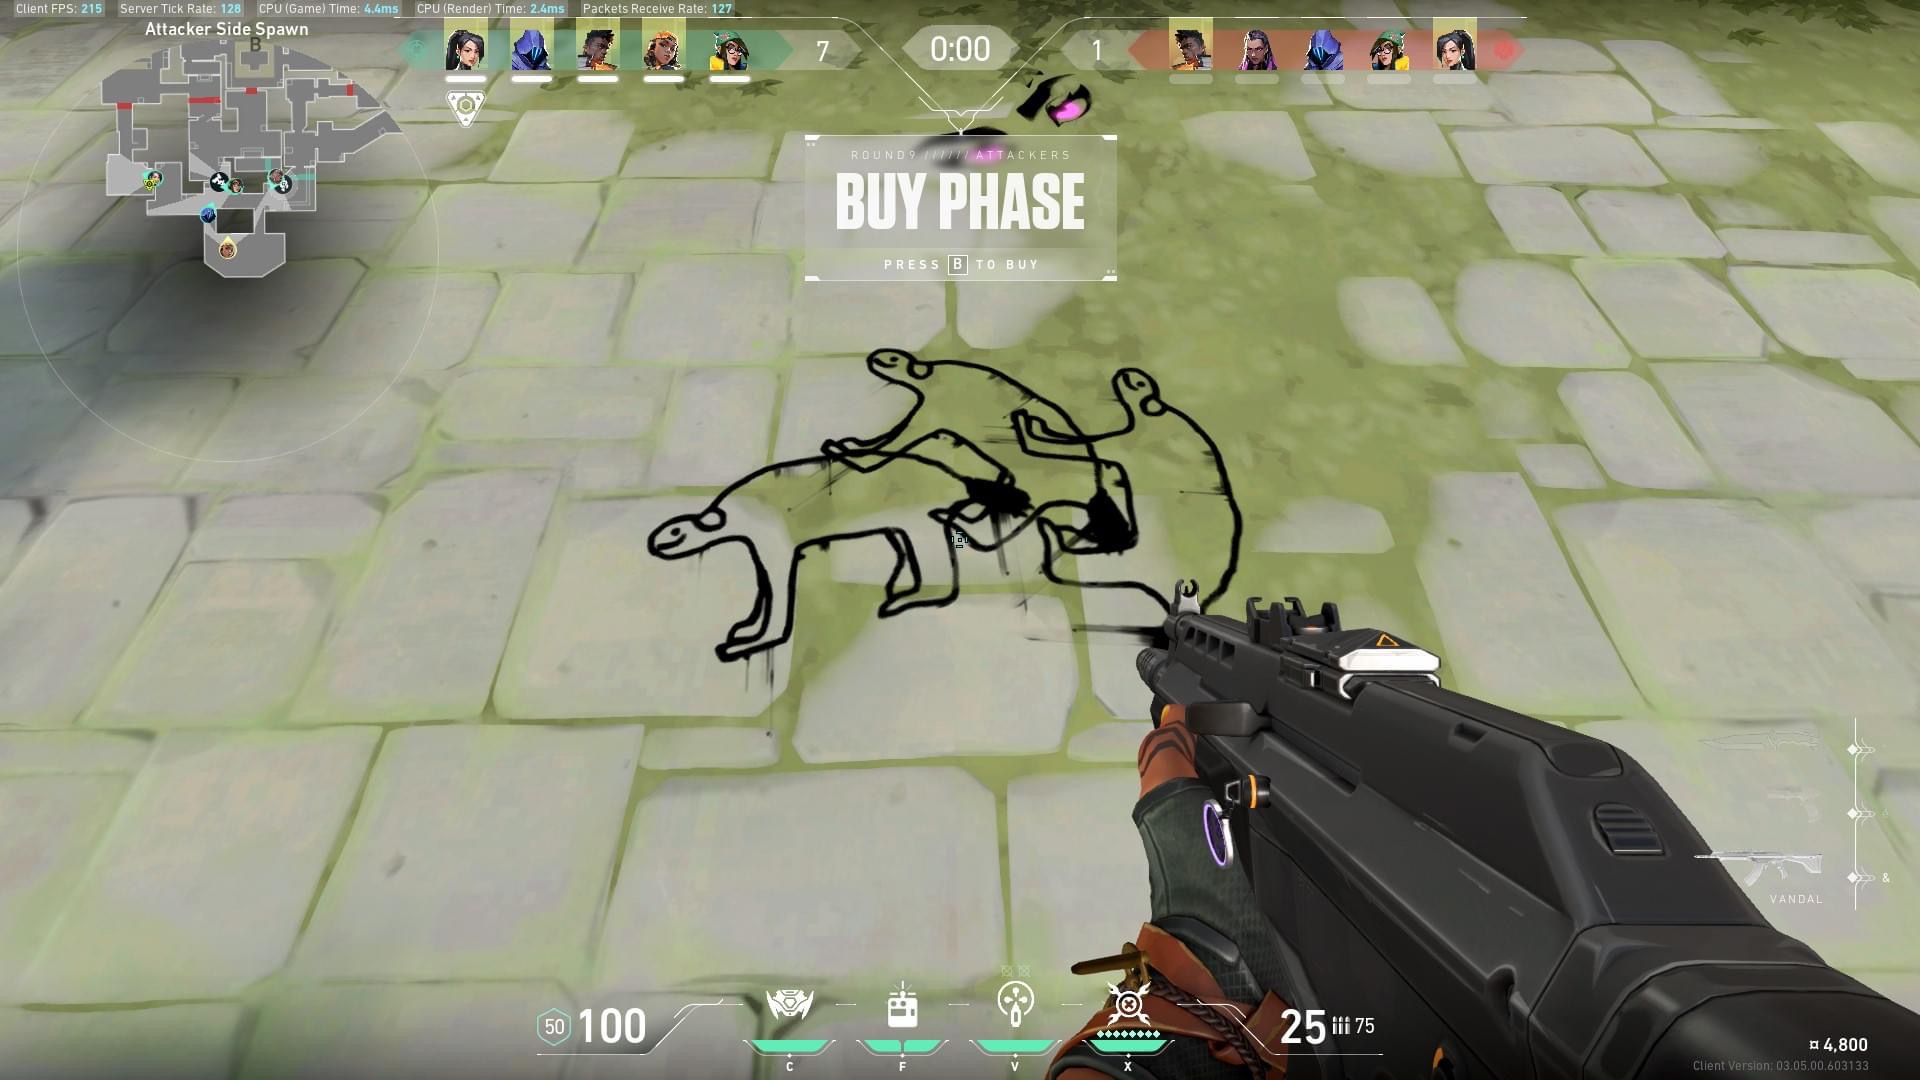 Client FPS: 215 Server Tick Rate: 128 CPU (Game) Time: 4.4ms CPU (Render) Time: 2.4ms Packets Receive Rate: 127
Attacker Side Spawn
B
7
0:00
1
ROUND 9 ////// ATTACKERS
BUY PHASE
PRESS B TO BUY
VANDAL
&
50 100
C F V X
25 75
¤ 4,800
Client Version: 03.05.00.603133